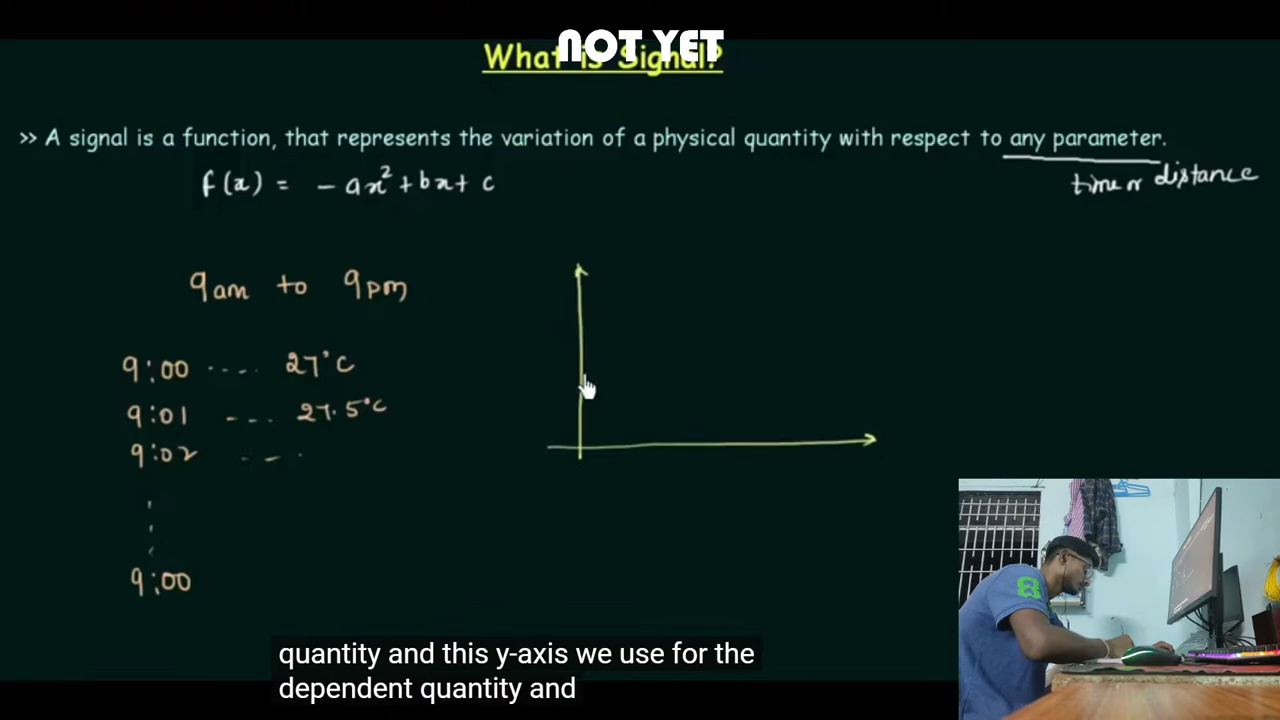 NOT YET
What is Signal?
>> A signal is a function, that represents the variation of a physical quantity with respect to any parameter.
time or distance
f(x) = - ax² + bx + c
9am to 9pm
9:00 .... 27°C
9:01 --- 27.5°C
9:02 -- .
9:00
8
quantity and this y-axis we use for the
dependent quantity and